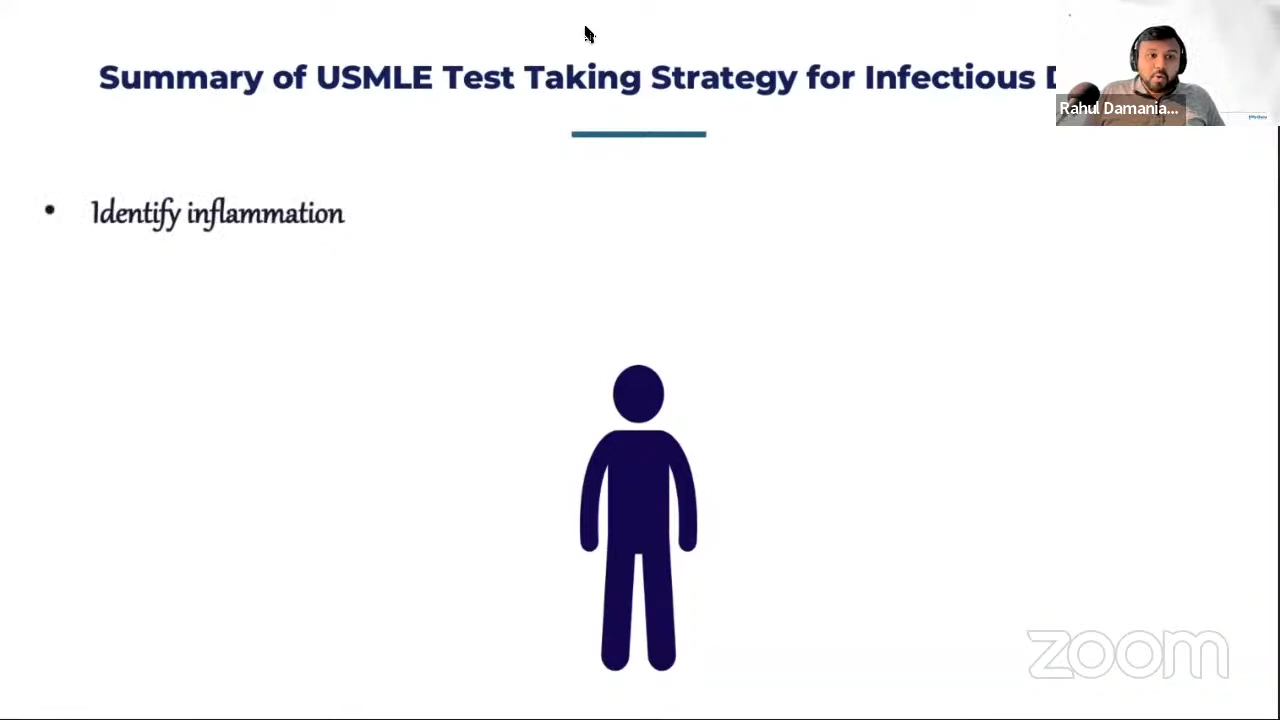 Summary of USMLE Test Taking Strategy for Infectious D
Rahul Damania...
• Identify inflammation
zoom